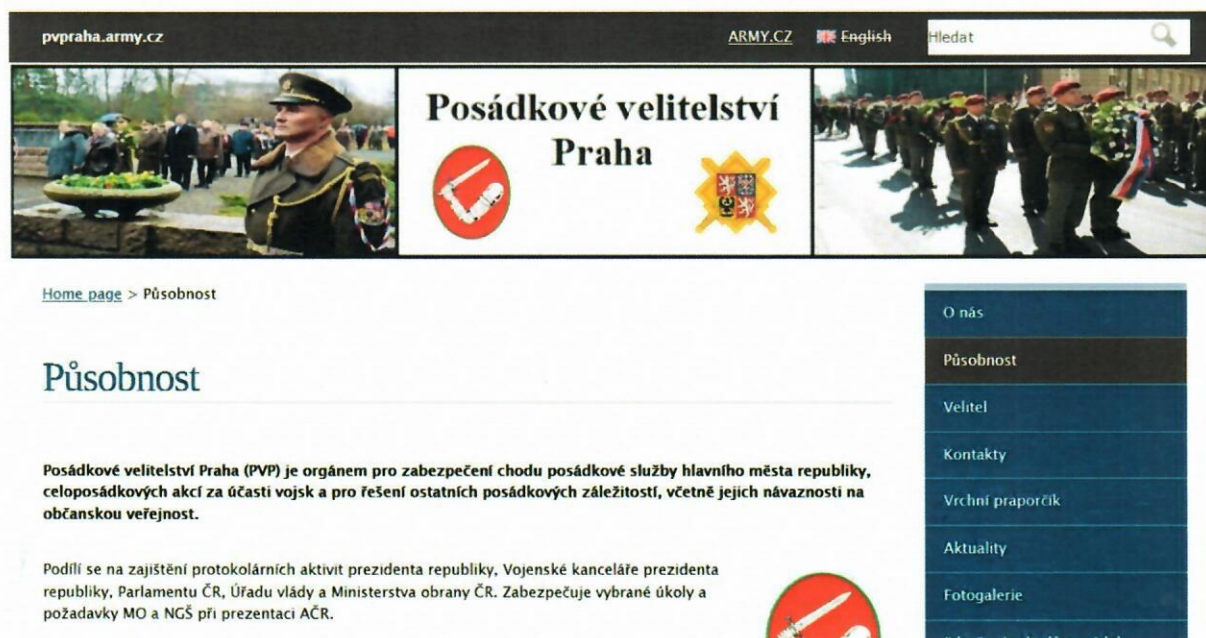 pvpraha.army.cz
ARMY.CZ
English
Hledat
Posádkové velitelství
Praha
Home page > Působnost
Působnost
Posádkové velitelství Praha (PVP) je orgánem pro zabezpečení chodu posádkové služby hlavního města republiky,
celoposádkových akcí za účasti vojsk a pro řešení ostatních posádkových záležitostí, včetně jejich návaznosti na
občanskou veřejnost.
Podílí se na zajištění protokolárních aktivit prezidenta republiky, Vojenské kanceláře prezidenta
republiky, Parlamentu ČR, Úřadu vlády a Ministerstva obrany ČR. Zabezpečuje vybrané úkoly a
požadavky MO a NGŠ při prezentaci AČR.
O nás
Působnost
Velitel
Kontakty
Vrchní praporčík
Aktuality
Fotogalerie